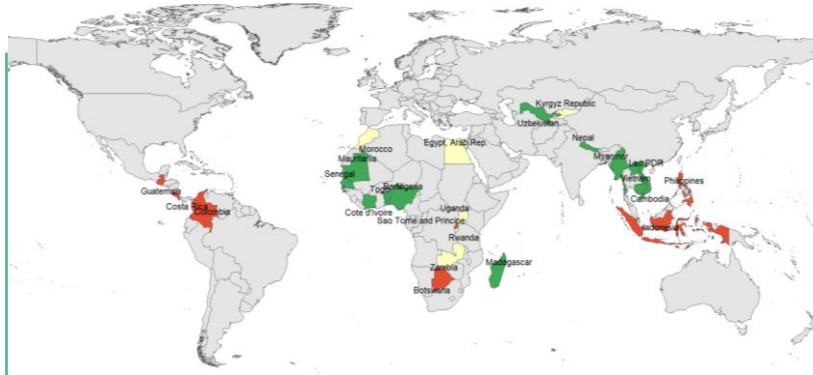 Kyrgyz Republic
Uzbekistan
Egypt, Arab Rep.
Morocco
Nepal
Mauritania
Myanmar
Lao PDR
Senegal
Vietnam
Philippines
Guatemala
Togo
Nigeria
Cambodia
Costa Rica
Colombia
Cote d'Ivoire
Uganda
Sao Tome and Principe
Indonesia
Rwanda
Madagascar
Zambia
Botswana